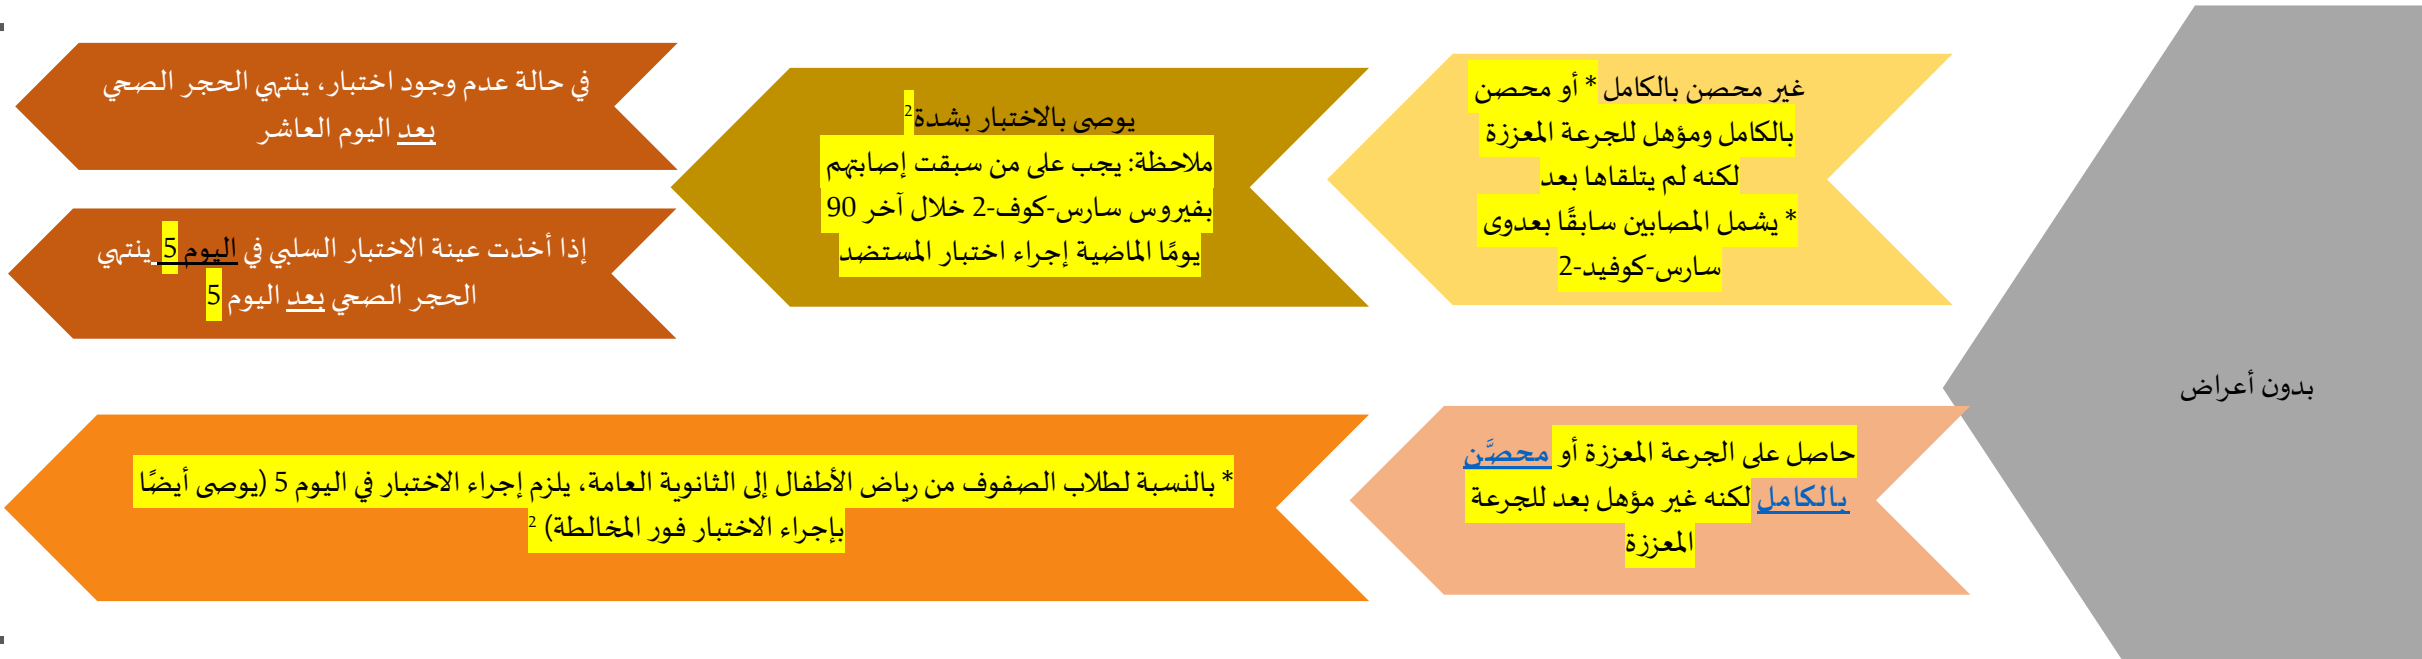 بدون أعراض
غير محصن بالكامل * أو محصن
بالكامل ومؤهل للجرعة المعززة
لكنه لم يتلقاها بعد
* يشمل المصابين سابقًا بعدوى
سارس-كوفيد-2
يوصى بالاختبار بشدة2
ملاحظة: يجب على من سبقت إصابتهم
بفيروس سارس-كوف-2 خلال آخر 90
يومًا الماضية إجراء اختبار المستضد
في حالة عدم وجود اختبار، ينتهي الحجر الصحي
بعد اليوم العاشر
إذا أخذت عينة الاختبار السلبي في اليوم 5 ينتهي
الحجر الصحي بعد اليوم 5
حاصل على الجرعة المعززة أو محصَّن
بالكامل لكنه غير مؤهل بعد للجرعة
المعززة
* بالنسبة لطلاب الصفوف من رياض الأطفال إلى الثانوية العامة، يلزم إجراء الاختبار في اليوم 5 (يوصى أيضًا
بإجراء الاختبار فور المخالطة) 2